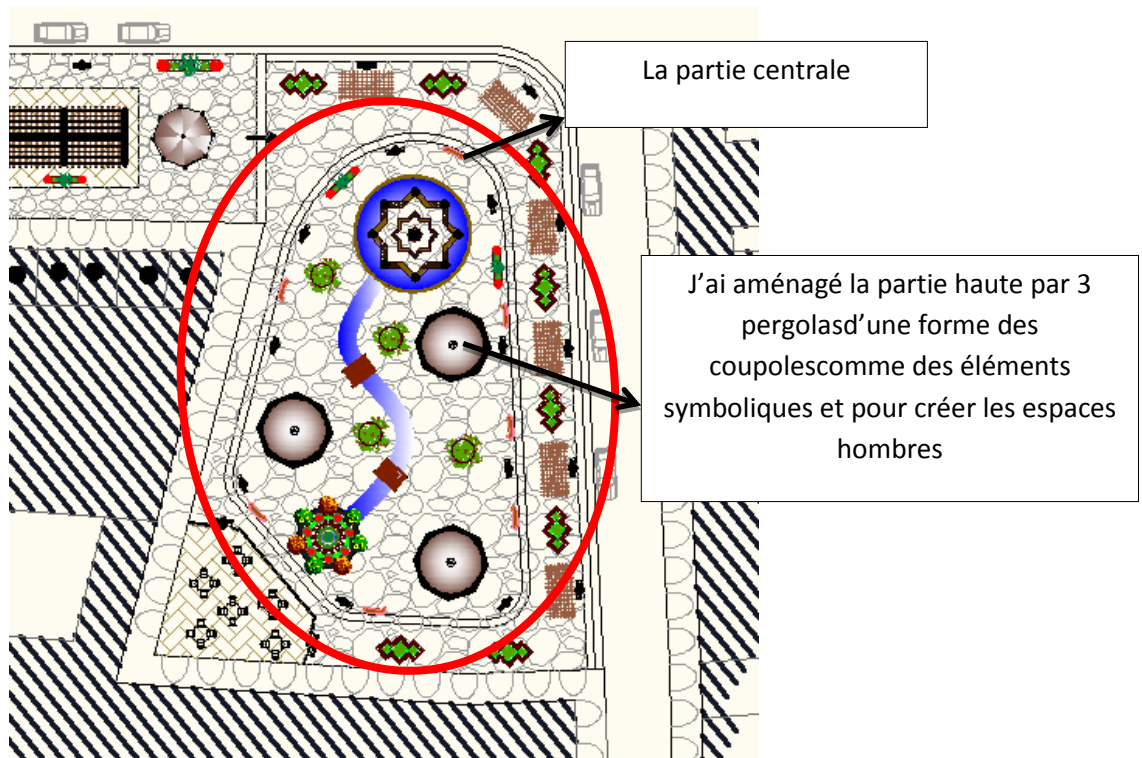 La partie centrale
J’ai aménagé la partie haute par 3
pergolasd’une forme des
coupolescomme des éléments
symboliques et pour créer les espaces
hombres